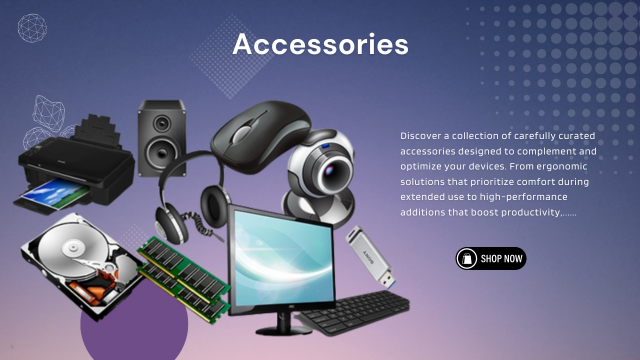 Accessories
Discover a collection of carefully curated
accessories designed to complement and
optimize your devices. From ergonomic
solutions that prioritize comfort during
extended use to high-performance
additions that boost productivity,......
SHOP NOW
SONY